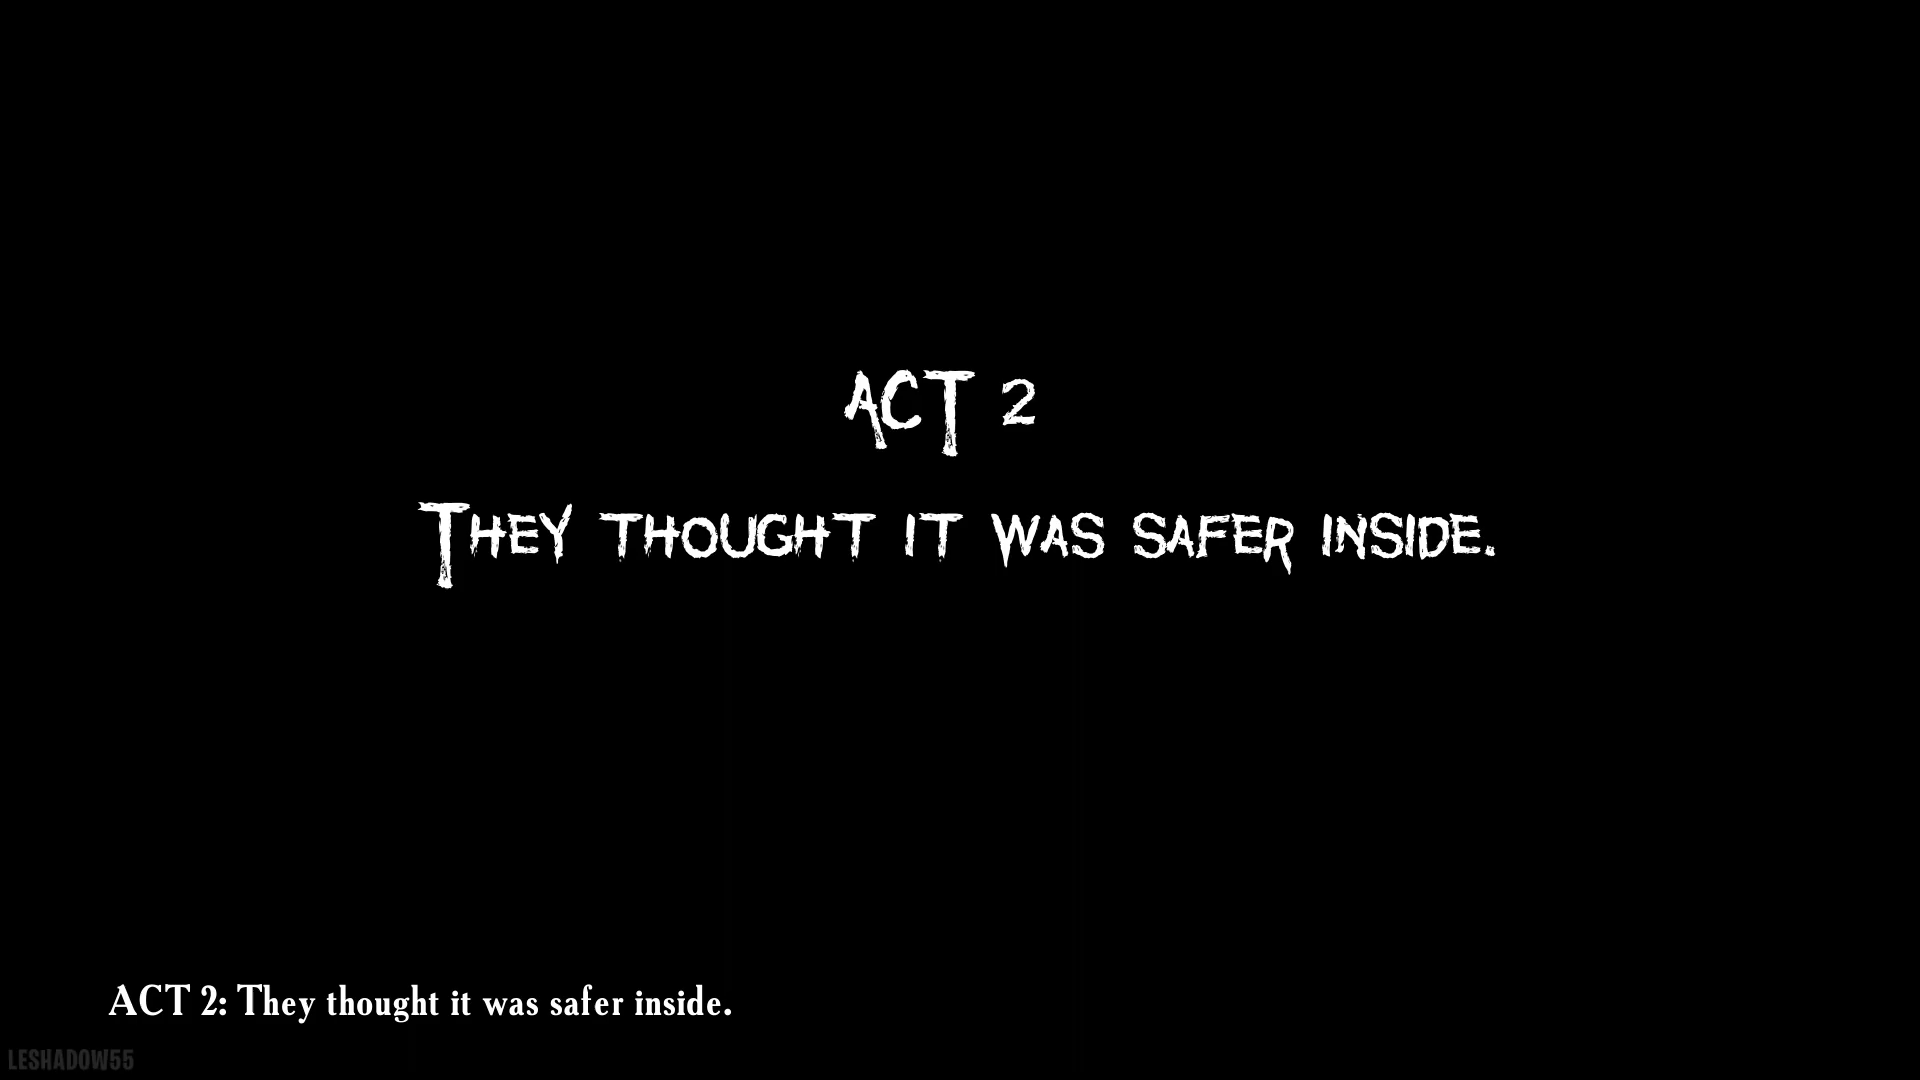 ACT 2
They thought it was safer inside.
ACT 2: They thought it was safer inside.
LESHADOW55